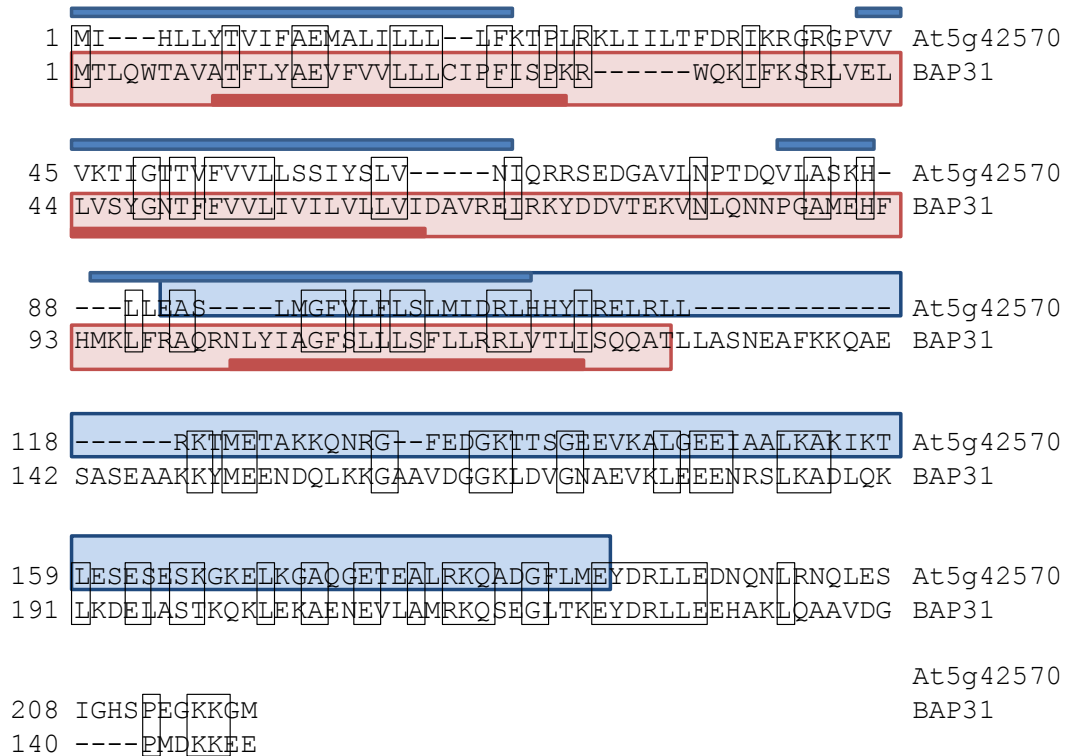 1 MI---HLLYTVIFAEMALILLL--LFKTPLRKLIILTFDRIKRGRGPVV At5g42570
1 MTLQWTAVATFLYAEVFVVLLLCIPFISPKR------WQKIFKSRLVEL BAP31
45 VKTIGTTVFVVLLSSIYSLV-----NIQRRSEDGAVLNPTDQVLASKH- At5g42570
44 LVSYGNTFFVVLIVILVLLVIDAVREIRKYDDVTEKVNLQNNPGAMEHF BAP31
88 ---LLEAS----LMGFVLFLSLMIDRLHHYIRELRLL------------ At5g42570
93 HMKLFRAQRNLYIAGFSLLLSFLLRRLVTLISQQATLLASNEAFKKQAE BAP31
118 ------RKTMETAKKQNRG--FEDGKTTSGEEVKALGEEIAALKAKIKT At5g42570
142 SASEAAKKYMEENDQLKKGAAVDGGKLDVGNAEVKLEEENRSLKADLQK BAP31
159 LESESESKGKELKGAQGETEALRKQADGFLMEYDRLLEDNQNLRNQLES At5g42570
191 LKDELASTKQKLEKAENEVLAMRKQSEGLTKEYDRLLEEHAKLQAAVDG BAP31
At5g42570
208 IGHSPEGKKGM BAP31
140 ----PMDKKEE